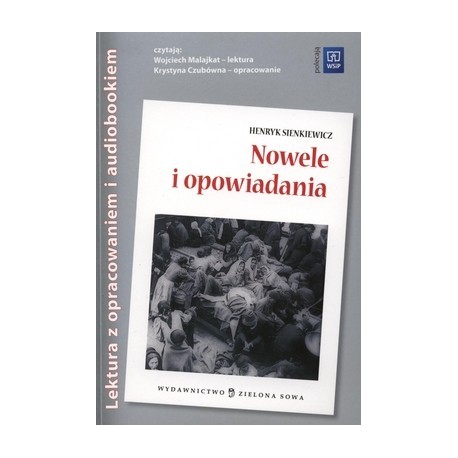 czytają:
Wojciech Malajkat – lektura
Krystyna Czubówna – opracowanie
polecają
WSiP
Lektura z opracowaniem i audiobookiem
HENRYK SIENKIEWICZ
Nowele
i opowiadania
WYDAWNICTWO ZIELONA SOWA